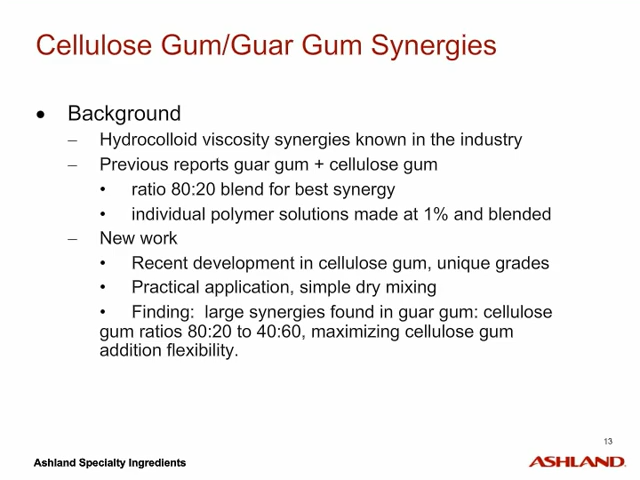 Cellulose Gum/Guar Gum Synergies
• Background
– Hydrocolloid viscosity synergies known in the industry
– Previous reports guar gum + cellulose gum
• ratio 80:20 blend for best synergy
• individual polymer solutions made at 1% and blended
– New work
• Recent development in cellulose gum, unique grades
• Practical application, simple dry mixing
• Finding: large synergies found in guar gum: cellulose
gum ratios 80:20 to 40:60, maximizing cellulose gum
addition flexibility.
13
Ashland Specialty Ingredients
ASHLAND